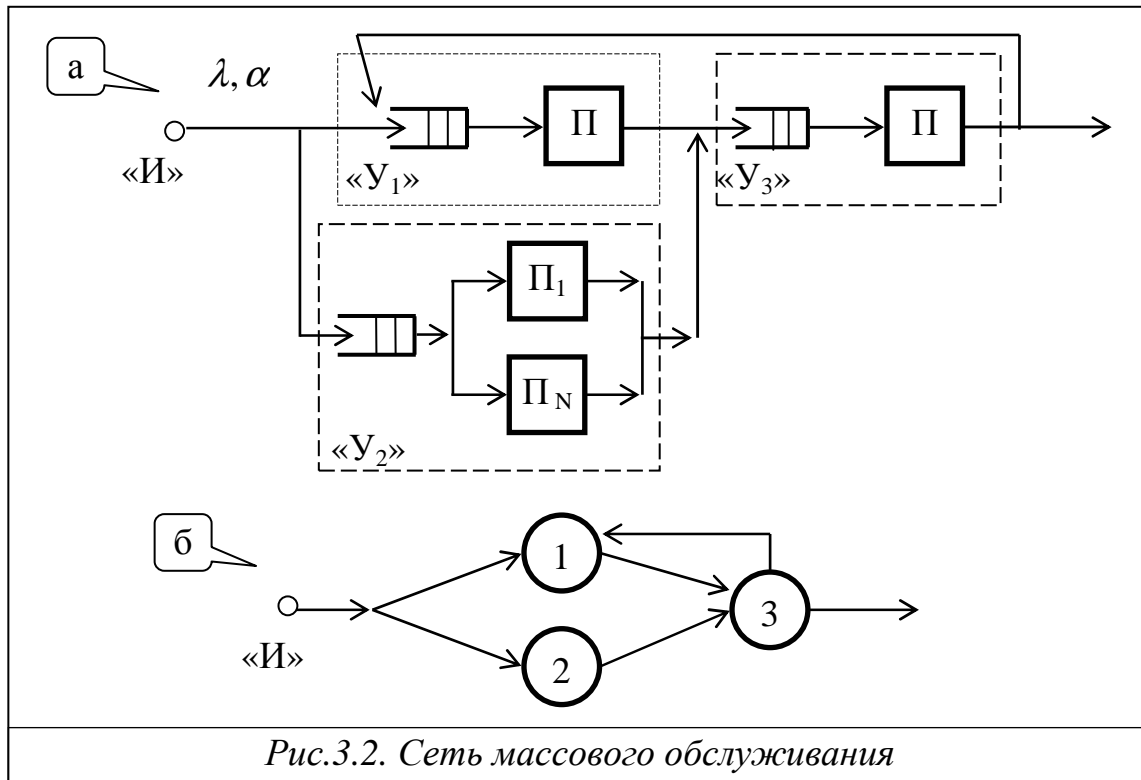 а
λ, α
«И»
П
«У1»
П
«У3»
П1
ПN
«У2»
б
«И»
1
2
3
Рис.3.2. Сеть массового обслуживания